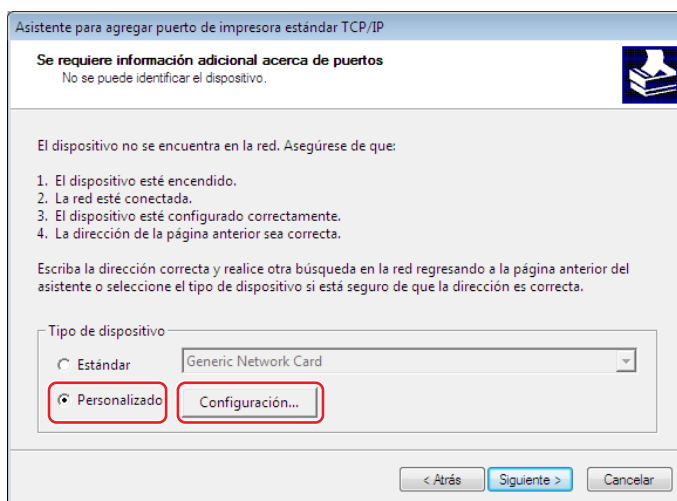 Asistente para agregar puerto de impresora estándar TCP/IP
Se requiere información adicional acerca de puertos
No se puede identificar el dispositivo.
El dispositivo no se encuentra en la red. Asegúrese de que:
1. El dispositivo esté encendido.
2. La red esté conectada.
3. El dispositivo esté configurado correctamente.
4. La dirección de la página anterior sea correcta.
Escriba la dirección correcta y realice otra búsqueda en la red regresando a la página anterior del
asistente o seleccione el tipo de dispositivo si está seguro de que la dirección es correcta.
Tipo de dispositivo
Estándar Generic Network Card
Personalizado Configuración...
< Atrás Siguiente > Cancelar